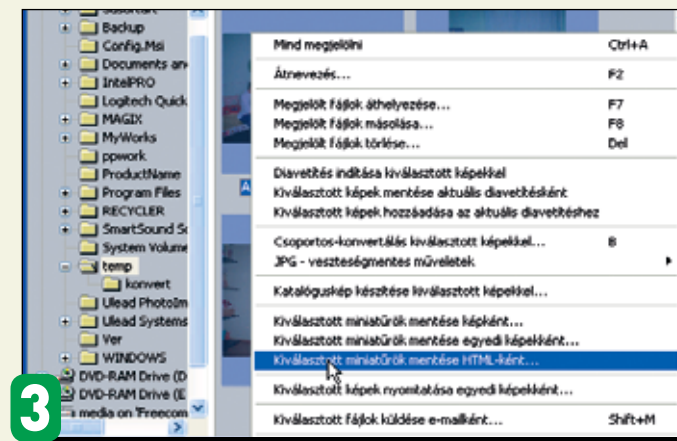 Backup
Config.Msi
Documents an
IntelPRO
Logitech Quick
MAGIX
MyWorks
ppwork
ProductName
Program Files
RECYCLER
SmartSound So
System Volume
temp
konvert
Ulead PhotoIm
Ulead Systems
Ver
WINDOWS
DVD-RAM Drive (D
DVD-RAM Drive (E
media on 'Freecom
A
Mind megjelölni Ctrl+A
Átnevezés... F2
Megjelölt fájlok áthelyezése... F7
Megjelölt fájlok másolása... F8
Megjelölt fájlok törlése... Del
Diavetítés indítása kiválasztott képekkel
Kiválasztott képek mentése aktuális diavetítésként
Kiválasztott képek hozzáadása az aktuális diavetítéshez
Csoportos-konvertálás kiválasztott képekkel... B
JPG - veszteségmentes műveletek
Katalóguskép készítése kiválasztott képekkel...
Kiválasztott miniatűrök mentése képként...
Kiválasztott miniatűrök mentése egyedi képekként...
Kiválasztott miniatűrök mentése HTML-ként...
Kiválasztott képek nyomtatása egyedi képekként...
Kiválasztott fájlok küldése e-mailként... Shift+M
3